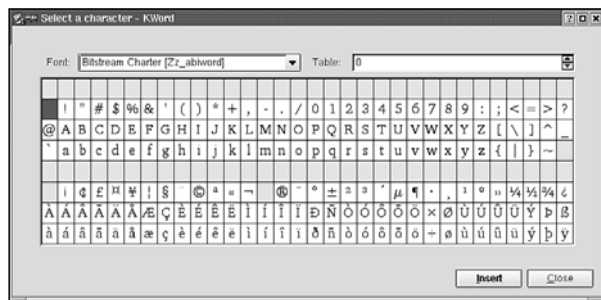 Select a character - KWord
Font: Bitstream Charter [Zz_abiword] Table: 0
! " # $ % & ' ( ) * + , - . / 0 1 2 3 4 5 6 7 8 9 : ; < = > ?
@ A B C D E F G H I J K L M N O P Q R S T U V W X Y Z [ \ ] ^ _
` a b c d e f g h i j k l m n o p q r s t u v w x y z { | } ~
¡ ¢ £ ¤ ¥ ¦ § ¨ © ª « ¬ ® ¯ ° ± ² ³ ´ µ ¶ · ¸ ¹ º » ¼ ½ ¾ ¿
À Á Â Ã Ä Å Æ Ç È É Ê Ë Ì Í Î Ï Ð Ñ Ò Ó Ô Õ Ö × Ø Ù Ú Û Ü Ý Þ ß
à á â ã ä å æ ç è é ê ë ì í î ï ð ñ ò ó ô õ ö ÷ ø ù ú û ü ý þ ÿ
Insert Close